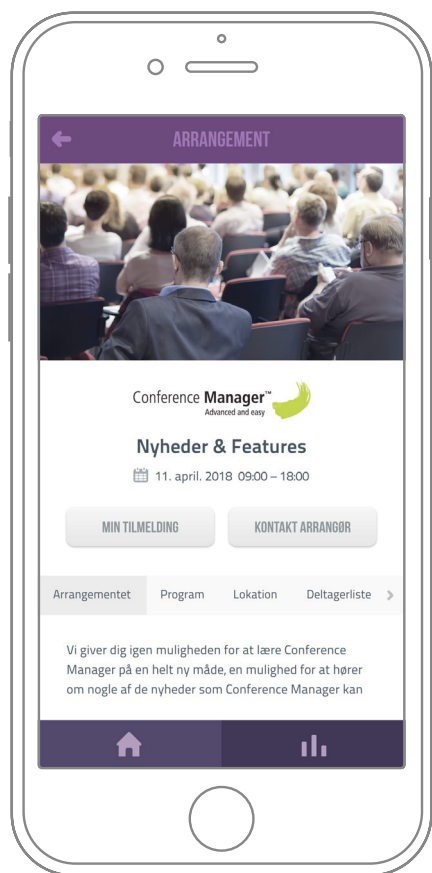 ARRANGEMENT
Conference Manager™
Advanced and easy
Nyheder & Features
11. april. 2018 09:00 – 18:00
MIN TILMELDING
KONTAKT ARRANGØR
Arrangementet Program Lokation Deltagerliste
Vi giver dig igen muligheden for at lære Conference
Manager på en helt ny måde, en mulighed for at hører
om nogle af de nyheder som Conference Manager kan